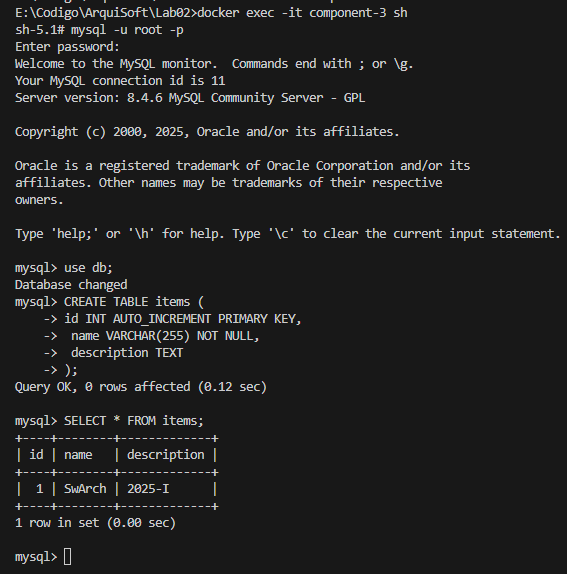 E:\Codigo\ArquiSoft\Lab02>docker exec -it component-3 sh
sh-5.1# mysql -u root -p
Enter password:
Welcome to the MySQL monitor.  Commands end with ; or \g.
Your MySQL connection id is 11
Server version: 8.4.6 MySQL Community Server - GPL

Copyright (c) 2000, 2025, Oracle and/or its affiliates.

Oracle is a registered trademark of Oracle Corporation and/or its
affiliates. Other names may be trademarks of their respective
owners.

Type 'help;' or '\h' for help. Type '\c' to clear the current input statement.

mysql> use db;
Database changed
mysql> CREATE TABLE items (
    -> id INT AUTO_INCREMENT PRIMARY KEY,
    ->  name VARCHAR(255) NOT NULL,
    ->  description TEXT
    -> );
Query OK, 0 rows affected (0.12 sec)

mysql> SELECT * FROM items;
+----+--------+-------------+
| id | name   | description |
+----+--------+-------------+
|  1 | SwArch | 2025-I      |
+----+--------+-------------+
1 row in set (0.00 sec)

mysql>